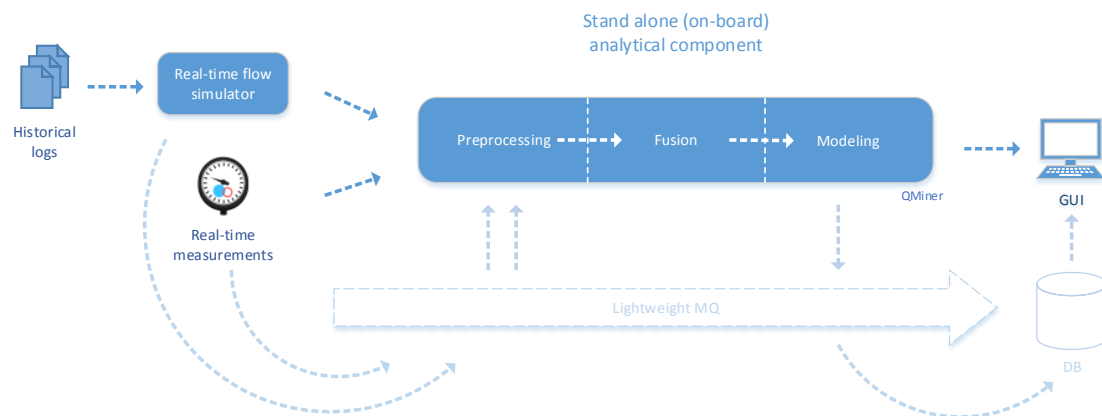 Stand alone (on-board)
analytical component
Real-time flow
simulator
Historical
logs
Preprocessing
Fusion
Modeling
QMiner
GUI
Real-time
measurements
Lightweight MQ
DB